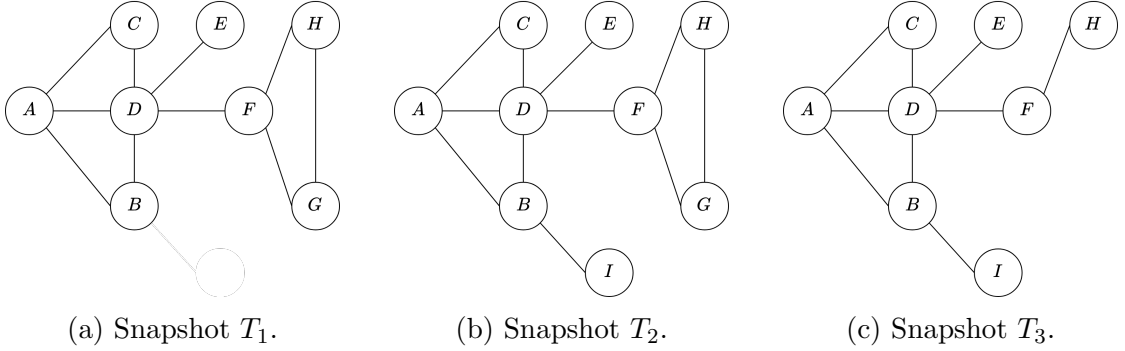 C E H C E H C E H
A D F A D F A D F
B G B G B
I I
(a) Snapshot T₁. (b) Snapshot T₂. (c) Snapshot T₃.